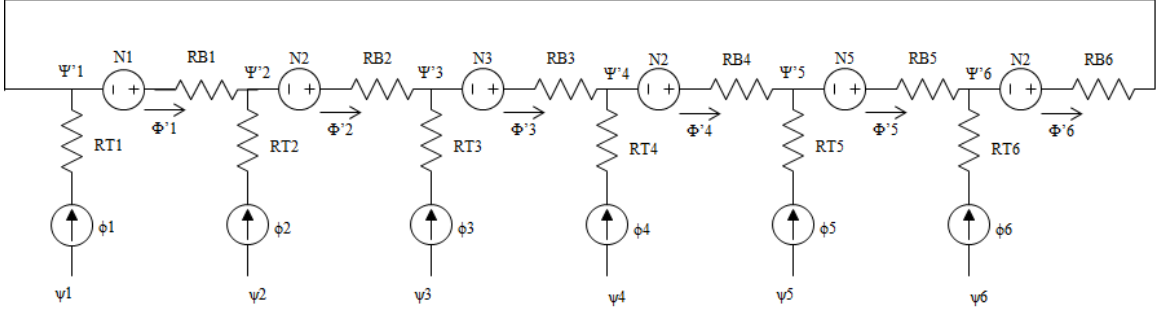 N1 RB1 N2 RB2 N3 RB3 N2 RB4 N5 RB5 N2 RB6
Ψ'1 Ψ'2 Ψ'3 Ψ'4 Ψ'5 Ψ'6
Φ'1 Φ'2 Φ'3 Φ'4 Φ'5 Φ'6
RT1 RT2 RT3 RT4 RT5 RT6
ϕ1 ϕ2 ϕ3 ϕ4 ϕ5 ϕ6
ψ1 ψ2 ψ3 ψ4 ψ5 ψ6